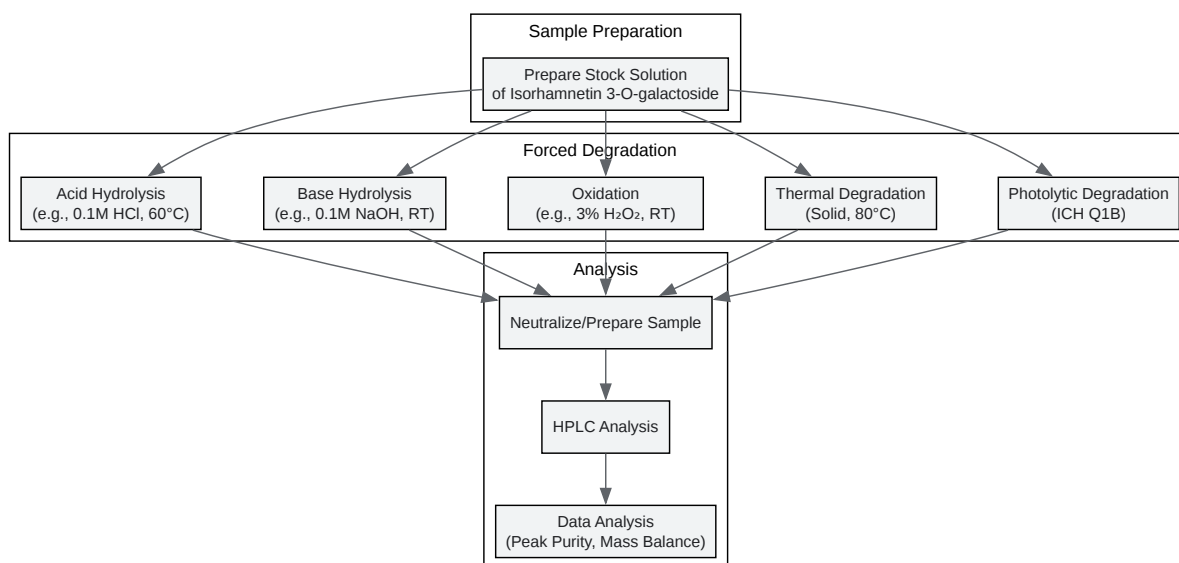 Sample Preparation
Prepare Stock Solution
of Isorhamnetin 3-O-galactoside
Forced Degradation
Acid Hydrolysis
(e.g., 0.1M HCl, 60°C)
Base Hydrolysis
(e.g., 0.1M NaOH, RT)
Oxidation
(e.g., 3% H₂O₂, RT)
Thermal Degradation
(Solid, 80°C)
Photolytic Degradation
(ICH Q1B)
Analysis
Neutralize/Prepare Sample
HPLC Analysis
Data Analysis
(Peak Purity, Mass Balance)